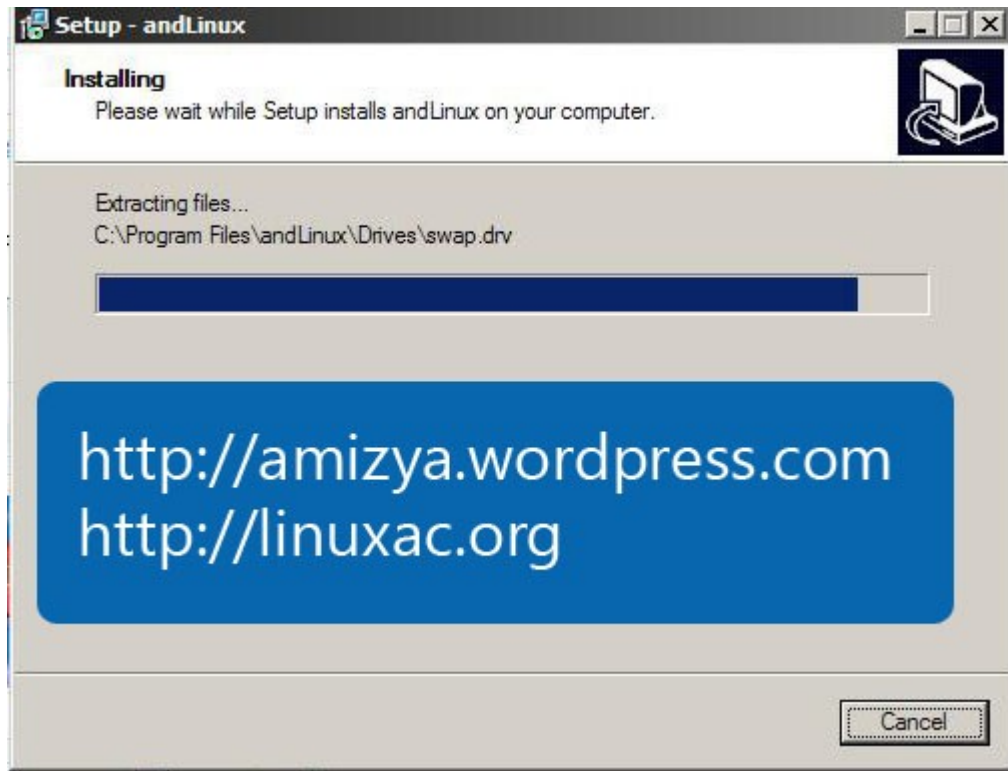 Setup - andLinux
Installing
Please wait while Setup installs andLinux on your computer.
Extracting files...
C:\Program Files\andLinux\Drives\swap.drv
http://amizya.wordpress.com
http://linuxac.org
Cancel